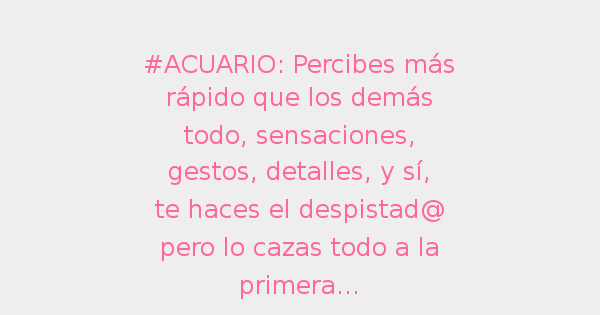 #ACUARIO: Percibes más
rápido que los demás
todo, sensaciones,
gestos, detalles, y sí,
te haces el despistad@
pero lo cazas todo a la
primera...